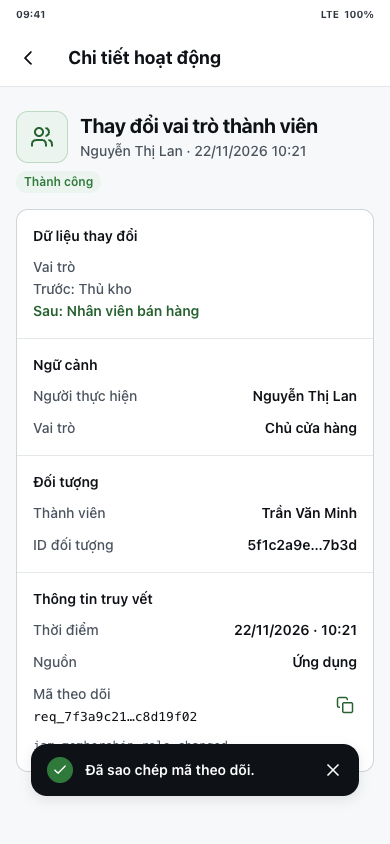 09:41
LTE 100%
Chi tiết hoạt động
Thay đổi vai trò thành viên
Nguyễn Thị Lan · 22/11/2026 10:21
Thành công
Dữ liệu thay đổi
Vai trò
Trước: Thủ kho
Sau: Nhân viên bán hàng
Ngữ cảnh
Người thực hiện Nguyễn Thị Lan
Vai trò Chủ cửa hàng
Đối tượng
Thành viên Trần Văn Minh
ID đối tượng 5f1c2a9e…7b3d
Thông tin truy vết
Thời điểm 22/11/2026 · 10:21
Nguồn Ứng dụng
Mã theo dõi
req_7f3a9c21…c8d19f02
Đã sao chép mã theo dõi.